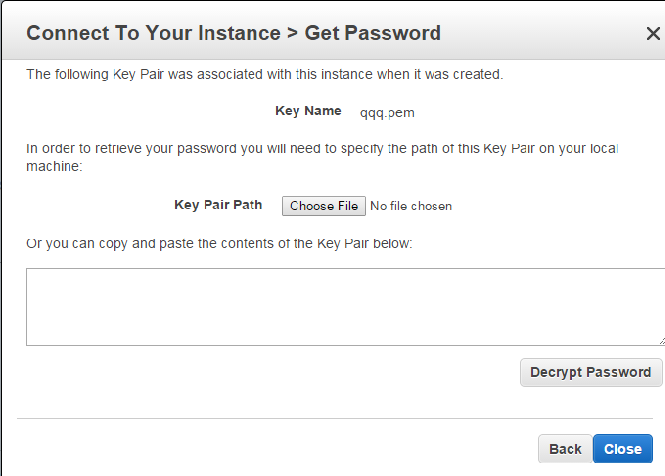 Connect To Your Instance > Get Password
The following Key Pair was associated with this instance when it was created.
Key Name qqq.pem
In order to retrieve your password you will need to specify the path of this Key Pair on your local
machine:
Key Pair Path Choose File No file chosen
Or you can copy and paste the contents of the Key Pair below:
Decrypt Password
Back Close